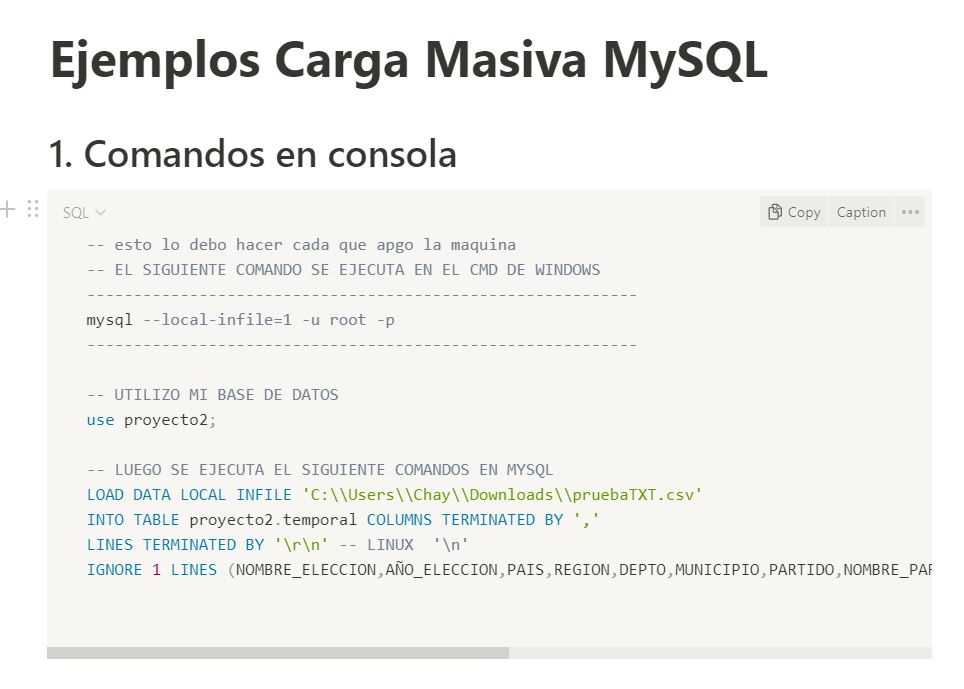 Ejemplos Carga Masiva MySQL
1. Comandos en consola
SQL
Copy Caption
-- esto lo debo hacer cada que apgo la maquina
-- EL SIGUIENTE COMANDO SE EJECUTA EN EL CMD DE WINDOWS
-----------------------------------------------------------
mysql --local-infile=1 -u root -p
-----------------------------------------------------------
-- UTILIZO MI BASE DE DATOS
use proyecto2;
-- LUEGO SE EJECUTA EL SIGUIENTE COMANDOS EN MYSQL
LOAD DATA LOCAL INFILE 'C:\\Users\\Chay\\Downloads\\pruebaTXT.csv'
INTO TABLE proyecto2.temporal COLUMNS TERMINATED BY ','
LINES TERMINATED BY '\r\n' -- LINUX  '\n'
IGNORE 1 LINES (NOMBRE_ELECCION,AÑO_ELECCION,PAIS,REGION,DEPTO,MUNICIPIO,PARTIDO,NOMBRE_PAR